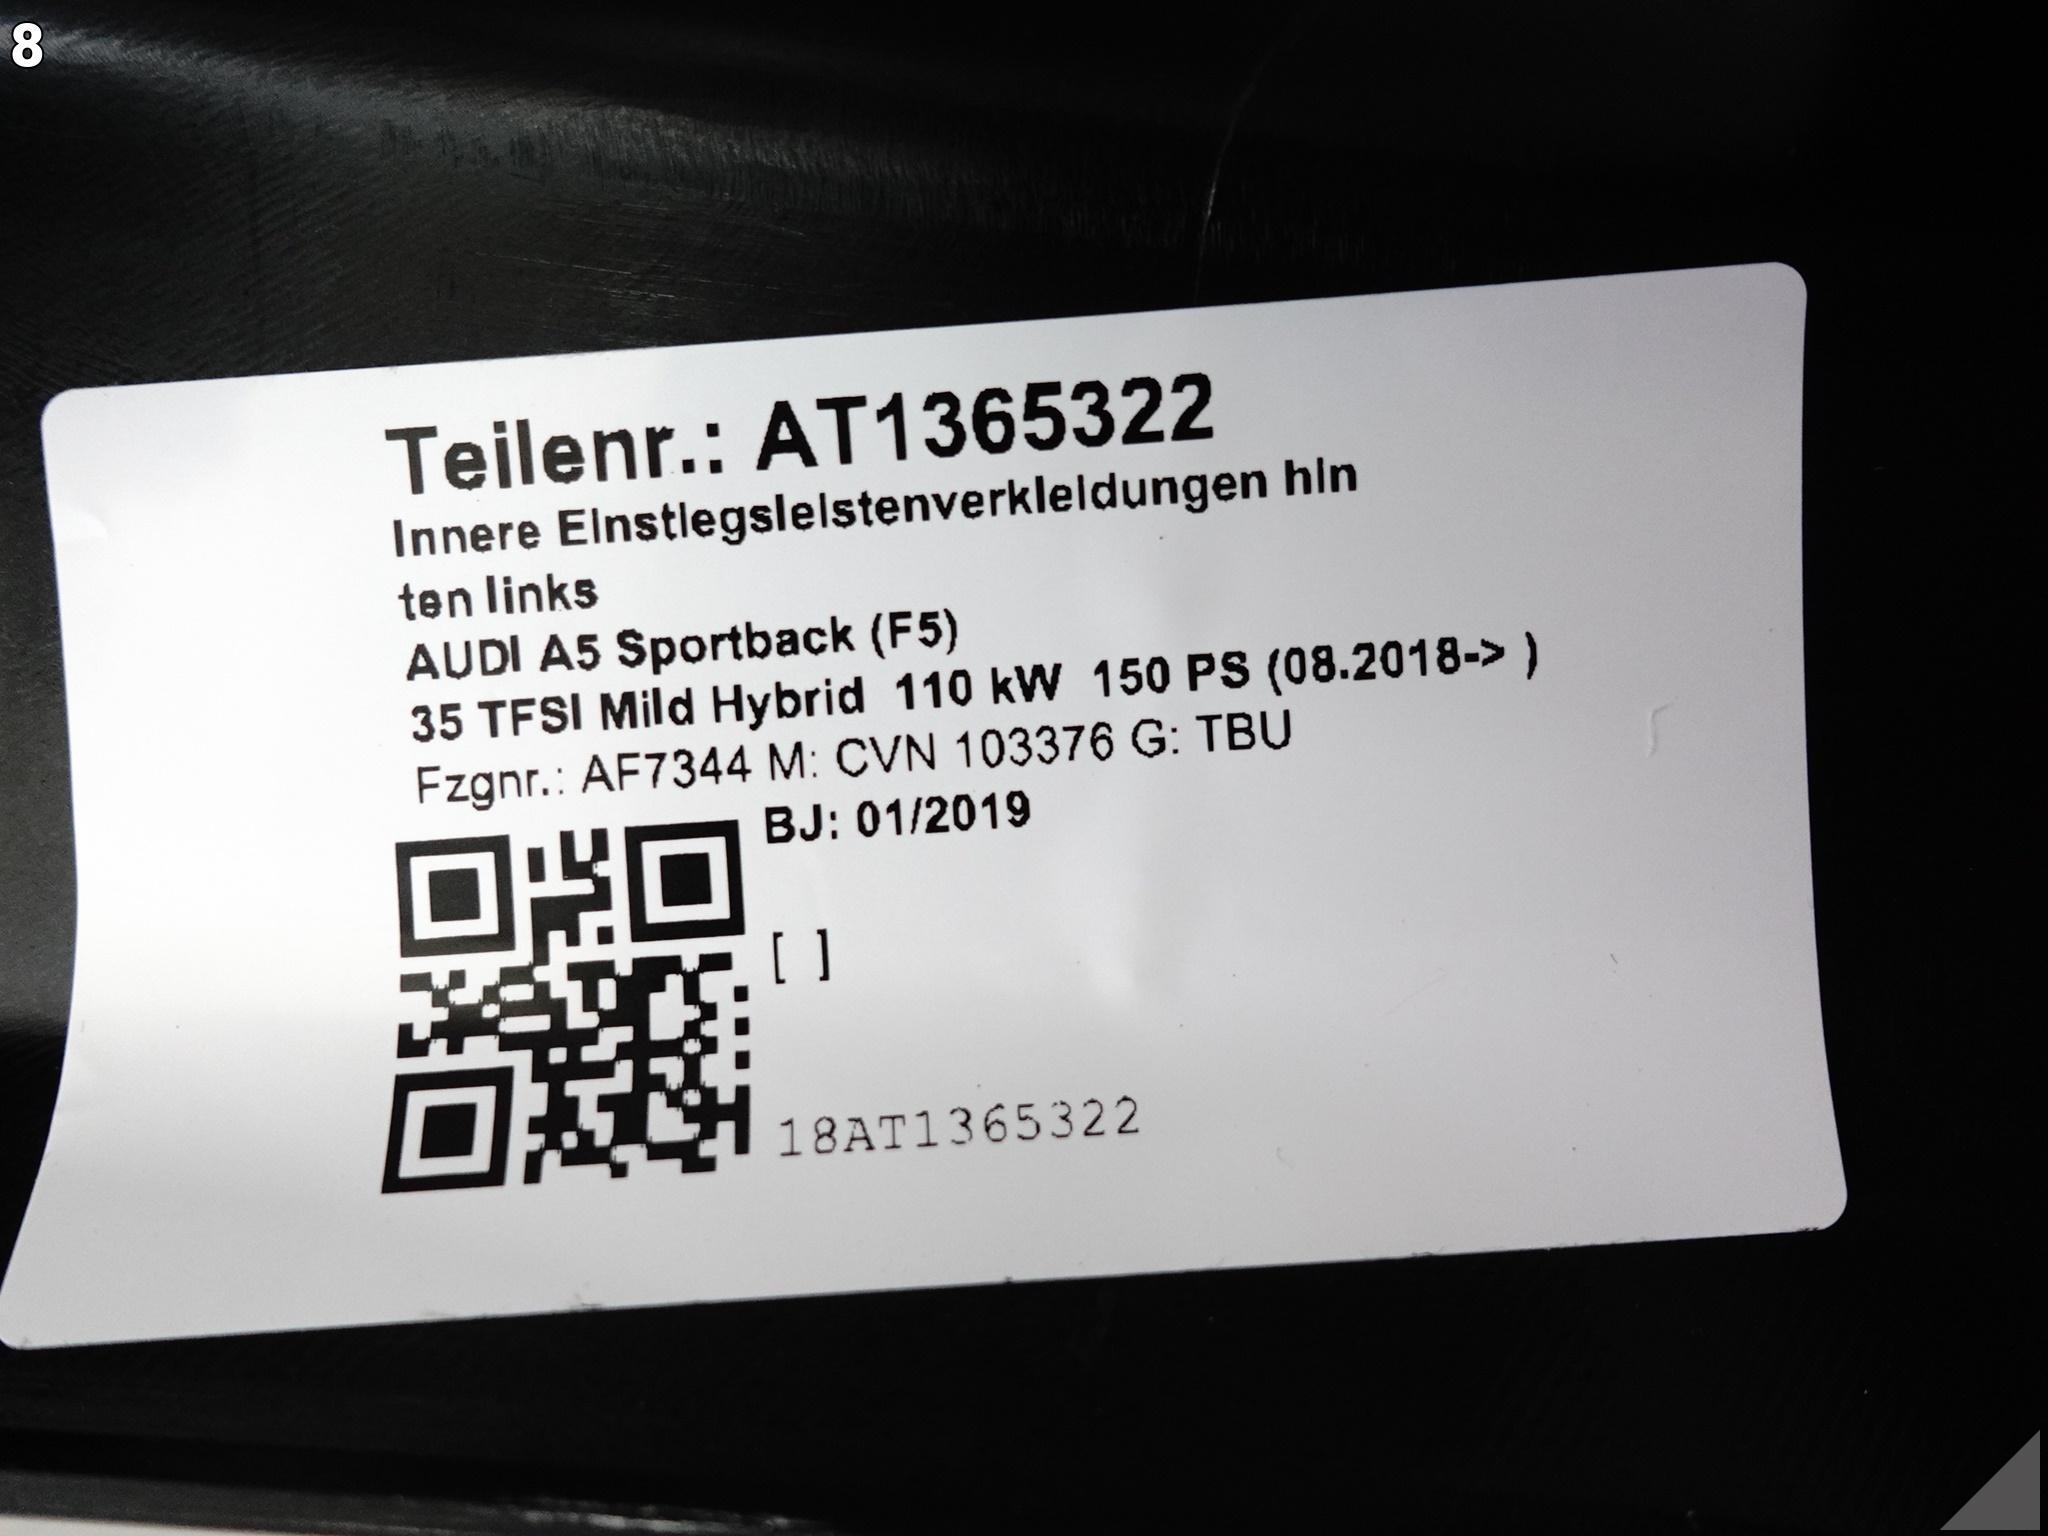 8
Teilenr.: AT1365322
Innere Einstiegsleistenverkleidungen hin
ten links
AUDI A5 Sportback (F5)
35 TFSI Mild Hybrid 110 kW 150 PS (08.2018-> )
Fzgnr.: AF7344 M: CVN 103376 G: TBU
BJ: 01/2019
[ ]
18AT1365322